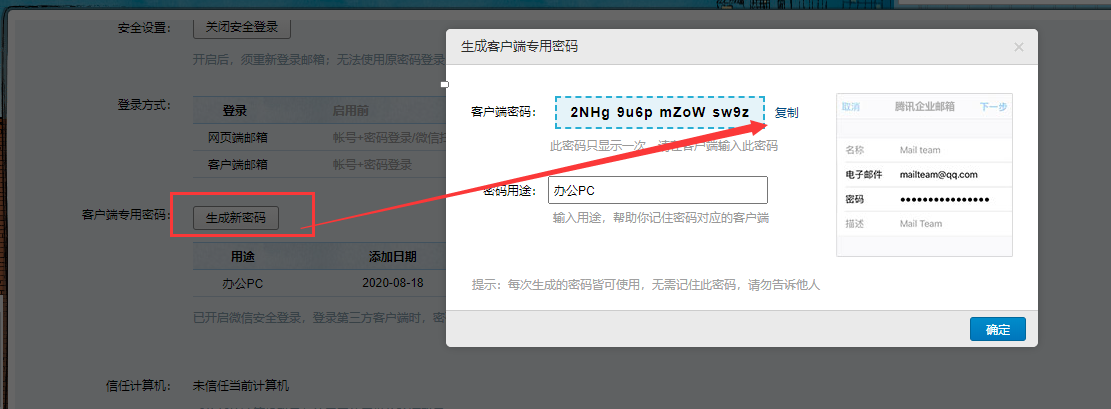 安全设置: 关闭安全登录
开启后，须重新登录邮箱；无法使用原密码登录
登录方式:
登录 启用前
网页端邮箱 帐号+密码登录/微信扫
客户端邮箱 帐号+密码登录
客户端专用密码: 生成新密码
用途 添加日期
办公PC 2020-08-18
已开启微信安全登录，登录第三方客户端时，密
信任计算机: 未信任当前计算机
生成客户端专用密码
客户端密码: 2NHg 9u6p mZoW sw9z 复制
此密码只显示一次，请在客户端输入此密码
密码用途: 办公PC
输入用途，帮助你记住密码对应的客户端
取消 腾讯企业邮箱 下一步
名称 Mail team
电子邮件 mailteam@qq.com
密码 ●●●●●●●●●●●●●●●●
描述 Mail Team
提示：每次生成的密码皆可使用，无需记住此密码，请勿告诉他人
确定